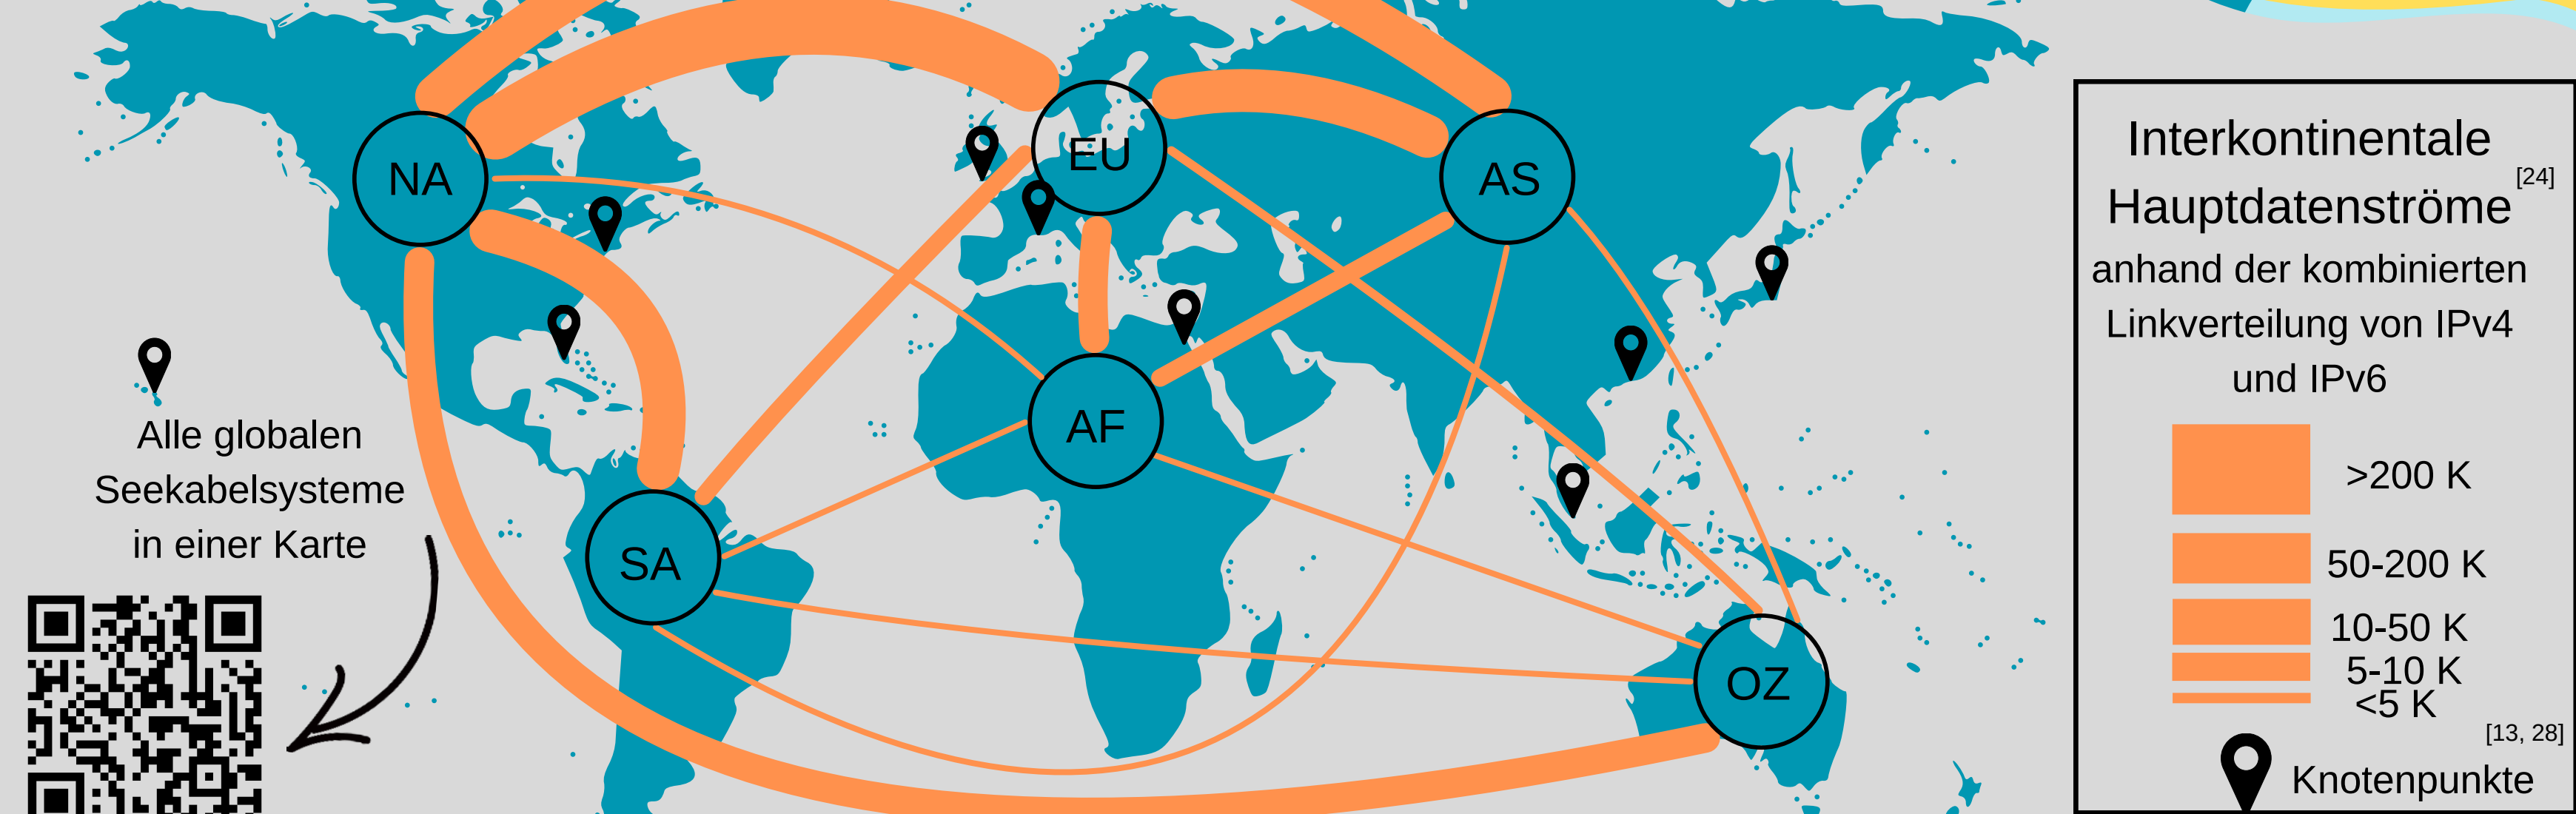 NA
EU
AS
AF
SA
OZ
Alle globalen
Seekabelsysteme
in einer Karte
Interkontinentale
Hauptdatenströme [24]
anhand der kombinierten
Linkverteilung von IPv4
und IPv6
>200 K
50-200 K
10-50 K
5-10 K
<5 K
[13, 28]
Knotenpunkte